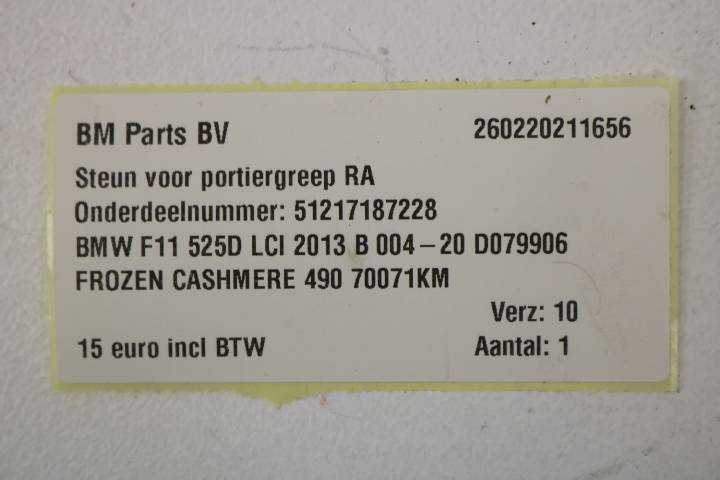 BM Parts BV 260220211656
Steun voor portiergreep RA
Onderdeelnummer: 51217187228
BMW F11 525D LCI 2013 B 004-20 D079906
FROZEN CASHMERE 490 70071KM
Verz: 10
15 euro incl BTW Aantal: 1